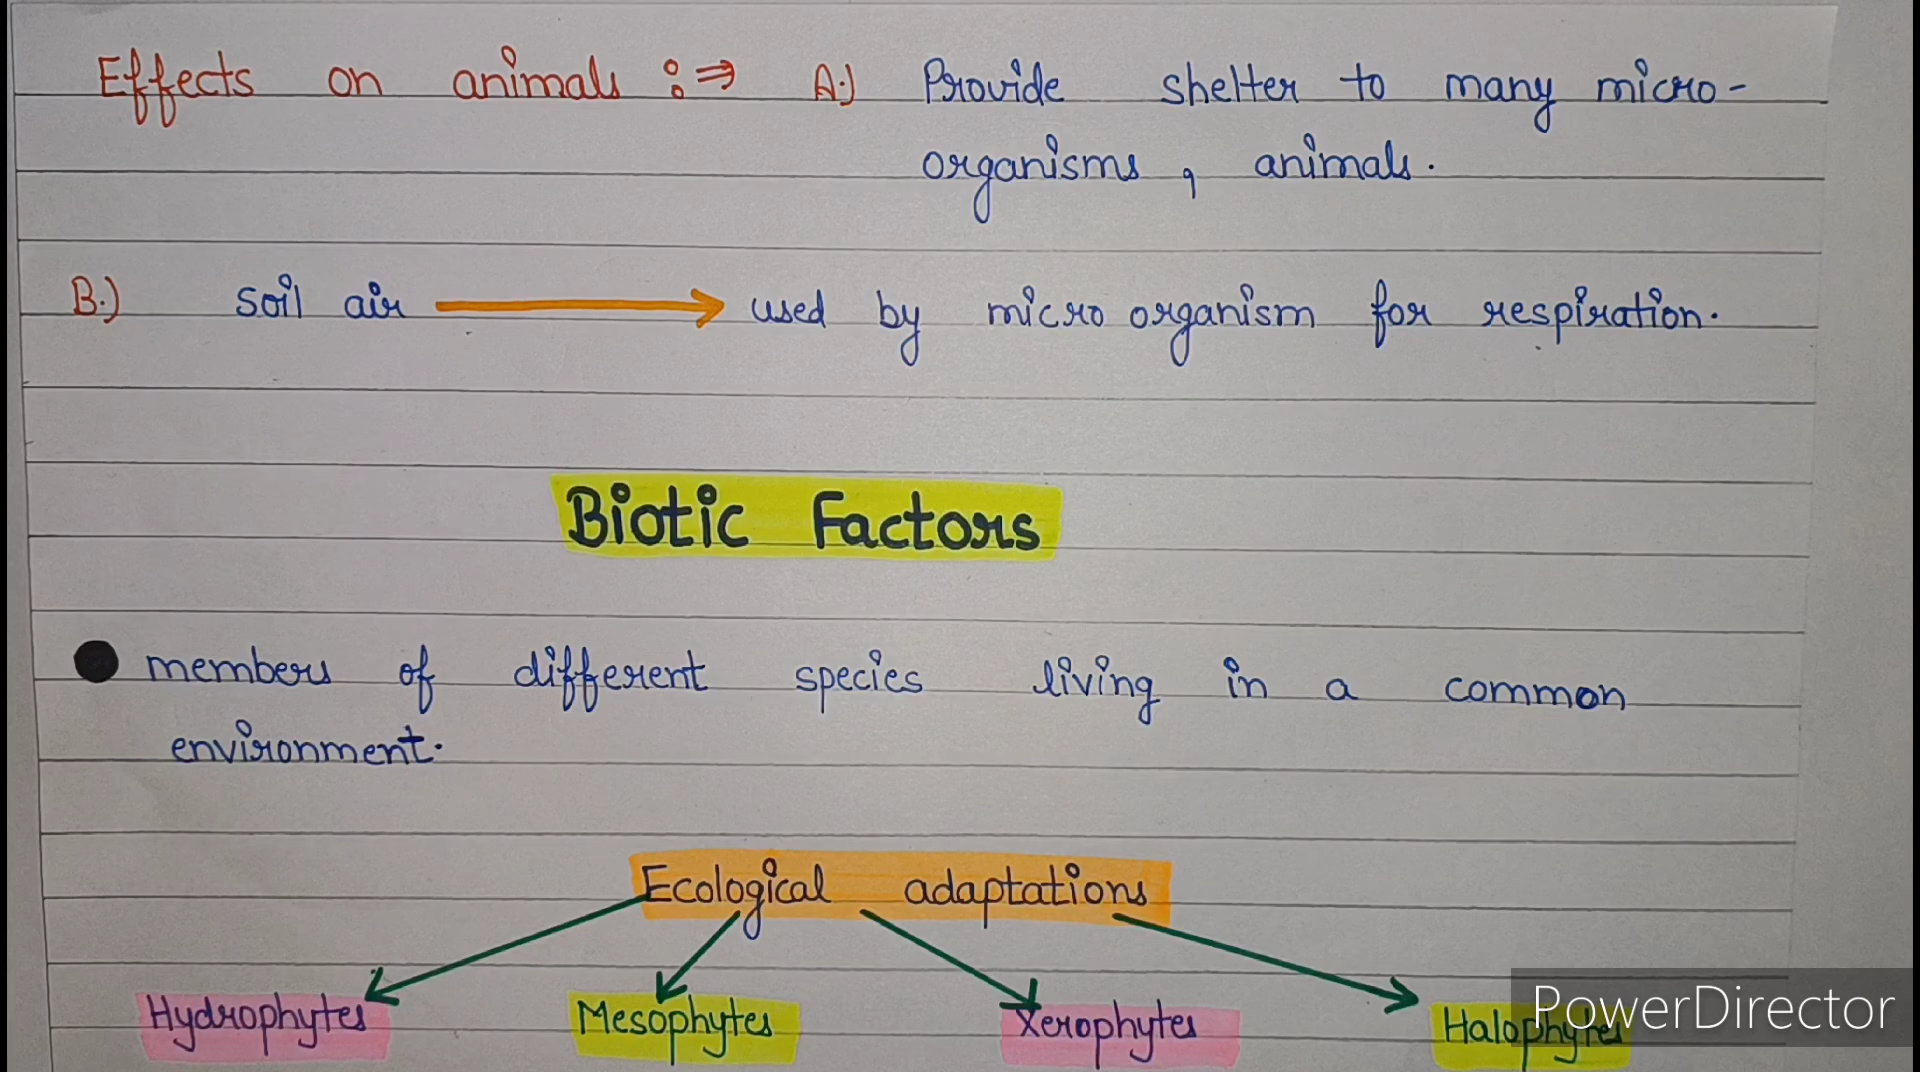 Effects on animals :⇒ A.) Provide shelter to many micro-
organisms, animals.
B.) soil air → used by micro organism for respiration.
Biotic Factors
● members of different species living in a common
environment.
Ecological adaptations
Hydrophytes Mesophytes Xerophytes Halophytes
PowerDirector